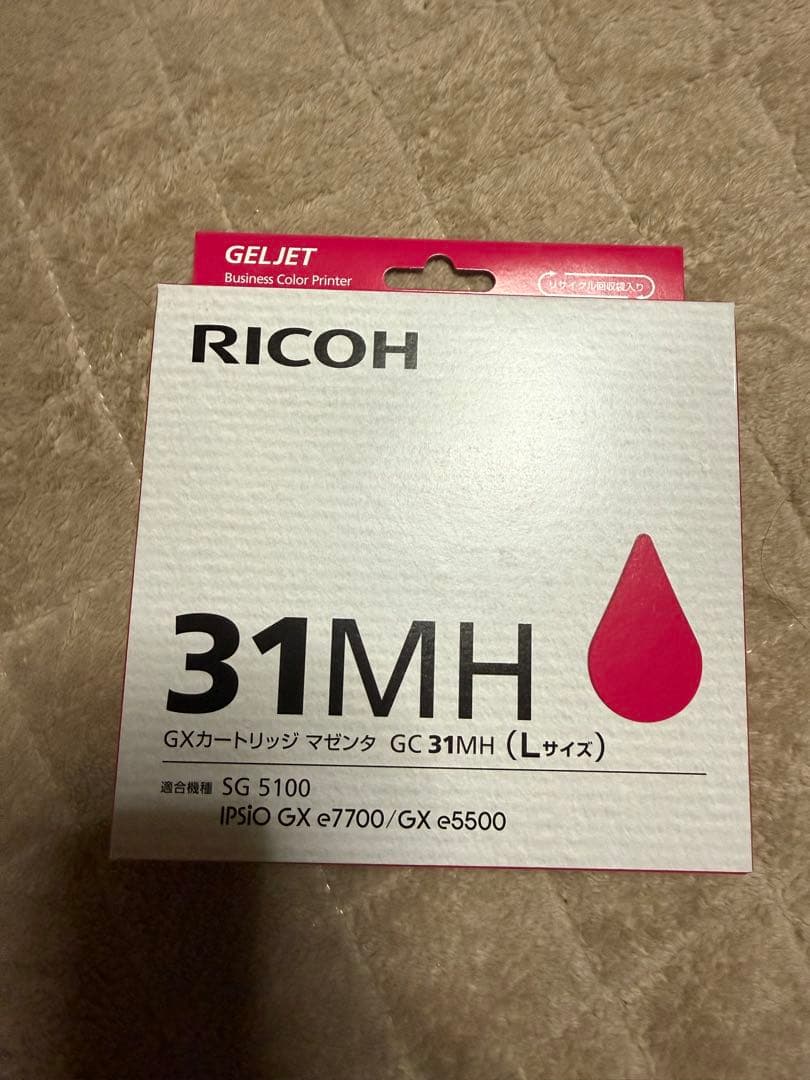 GELJET
Business Color Printer
リサイクル回収袋入り
RICOH
31MH
GXカートリッジ マゼンタ GC 31MH (Lサイズ)
適合機種 SG 5100
IPSiO GX e7700/GX e5500